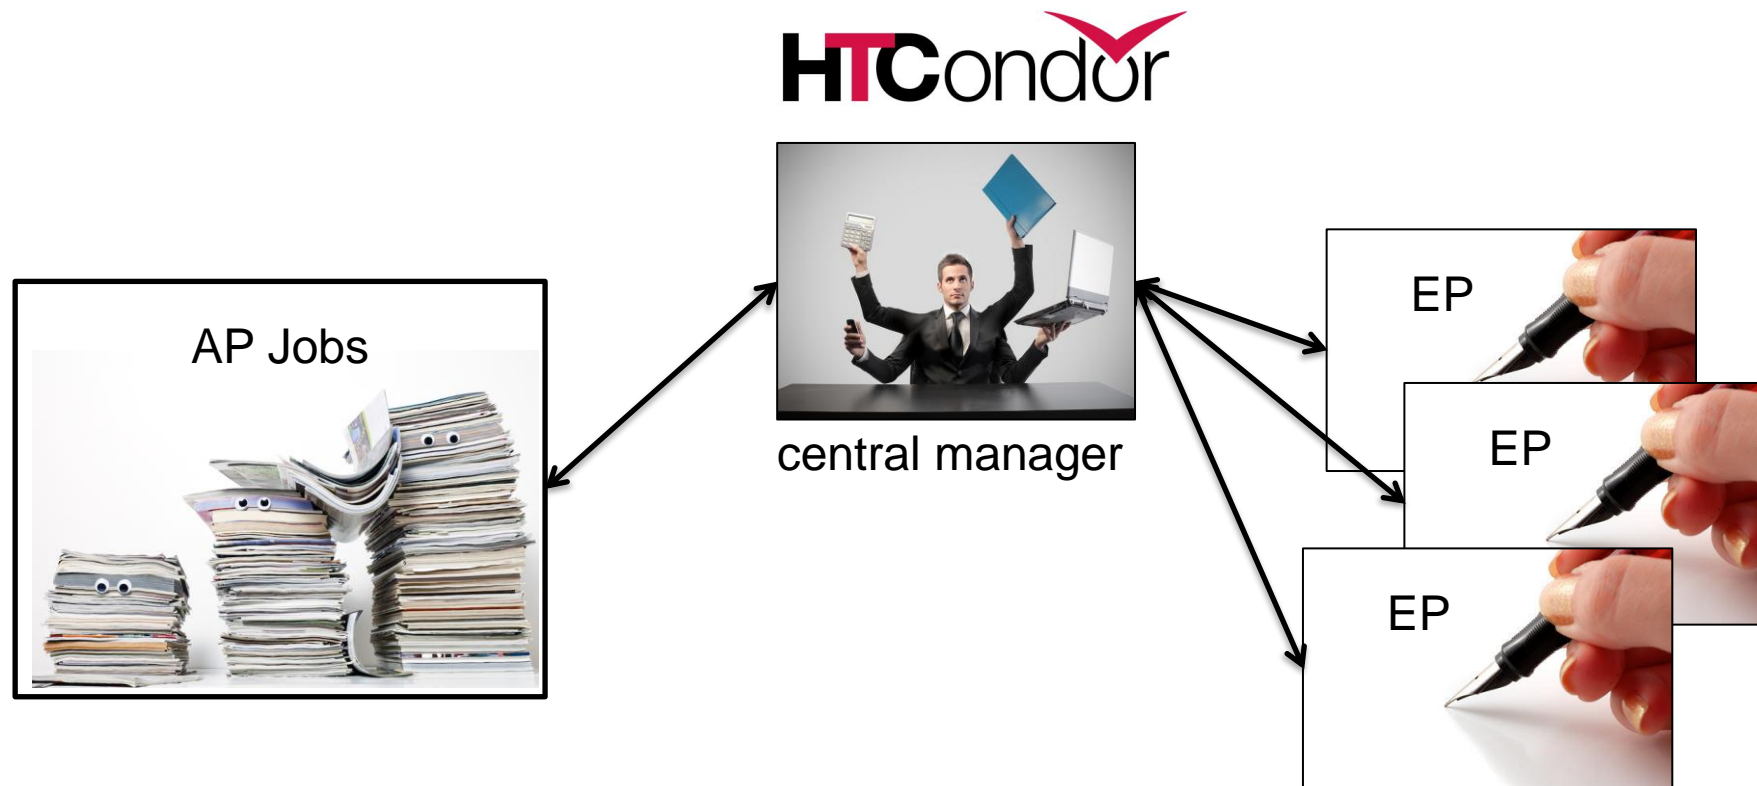 HTCondor
AP Jobs
central manager
EP
EP
EP